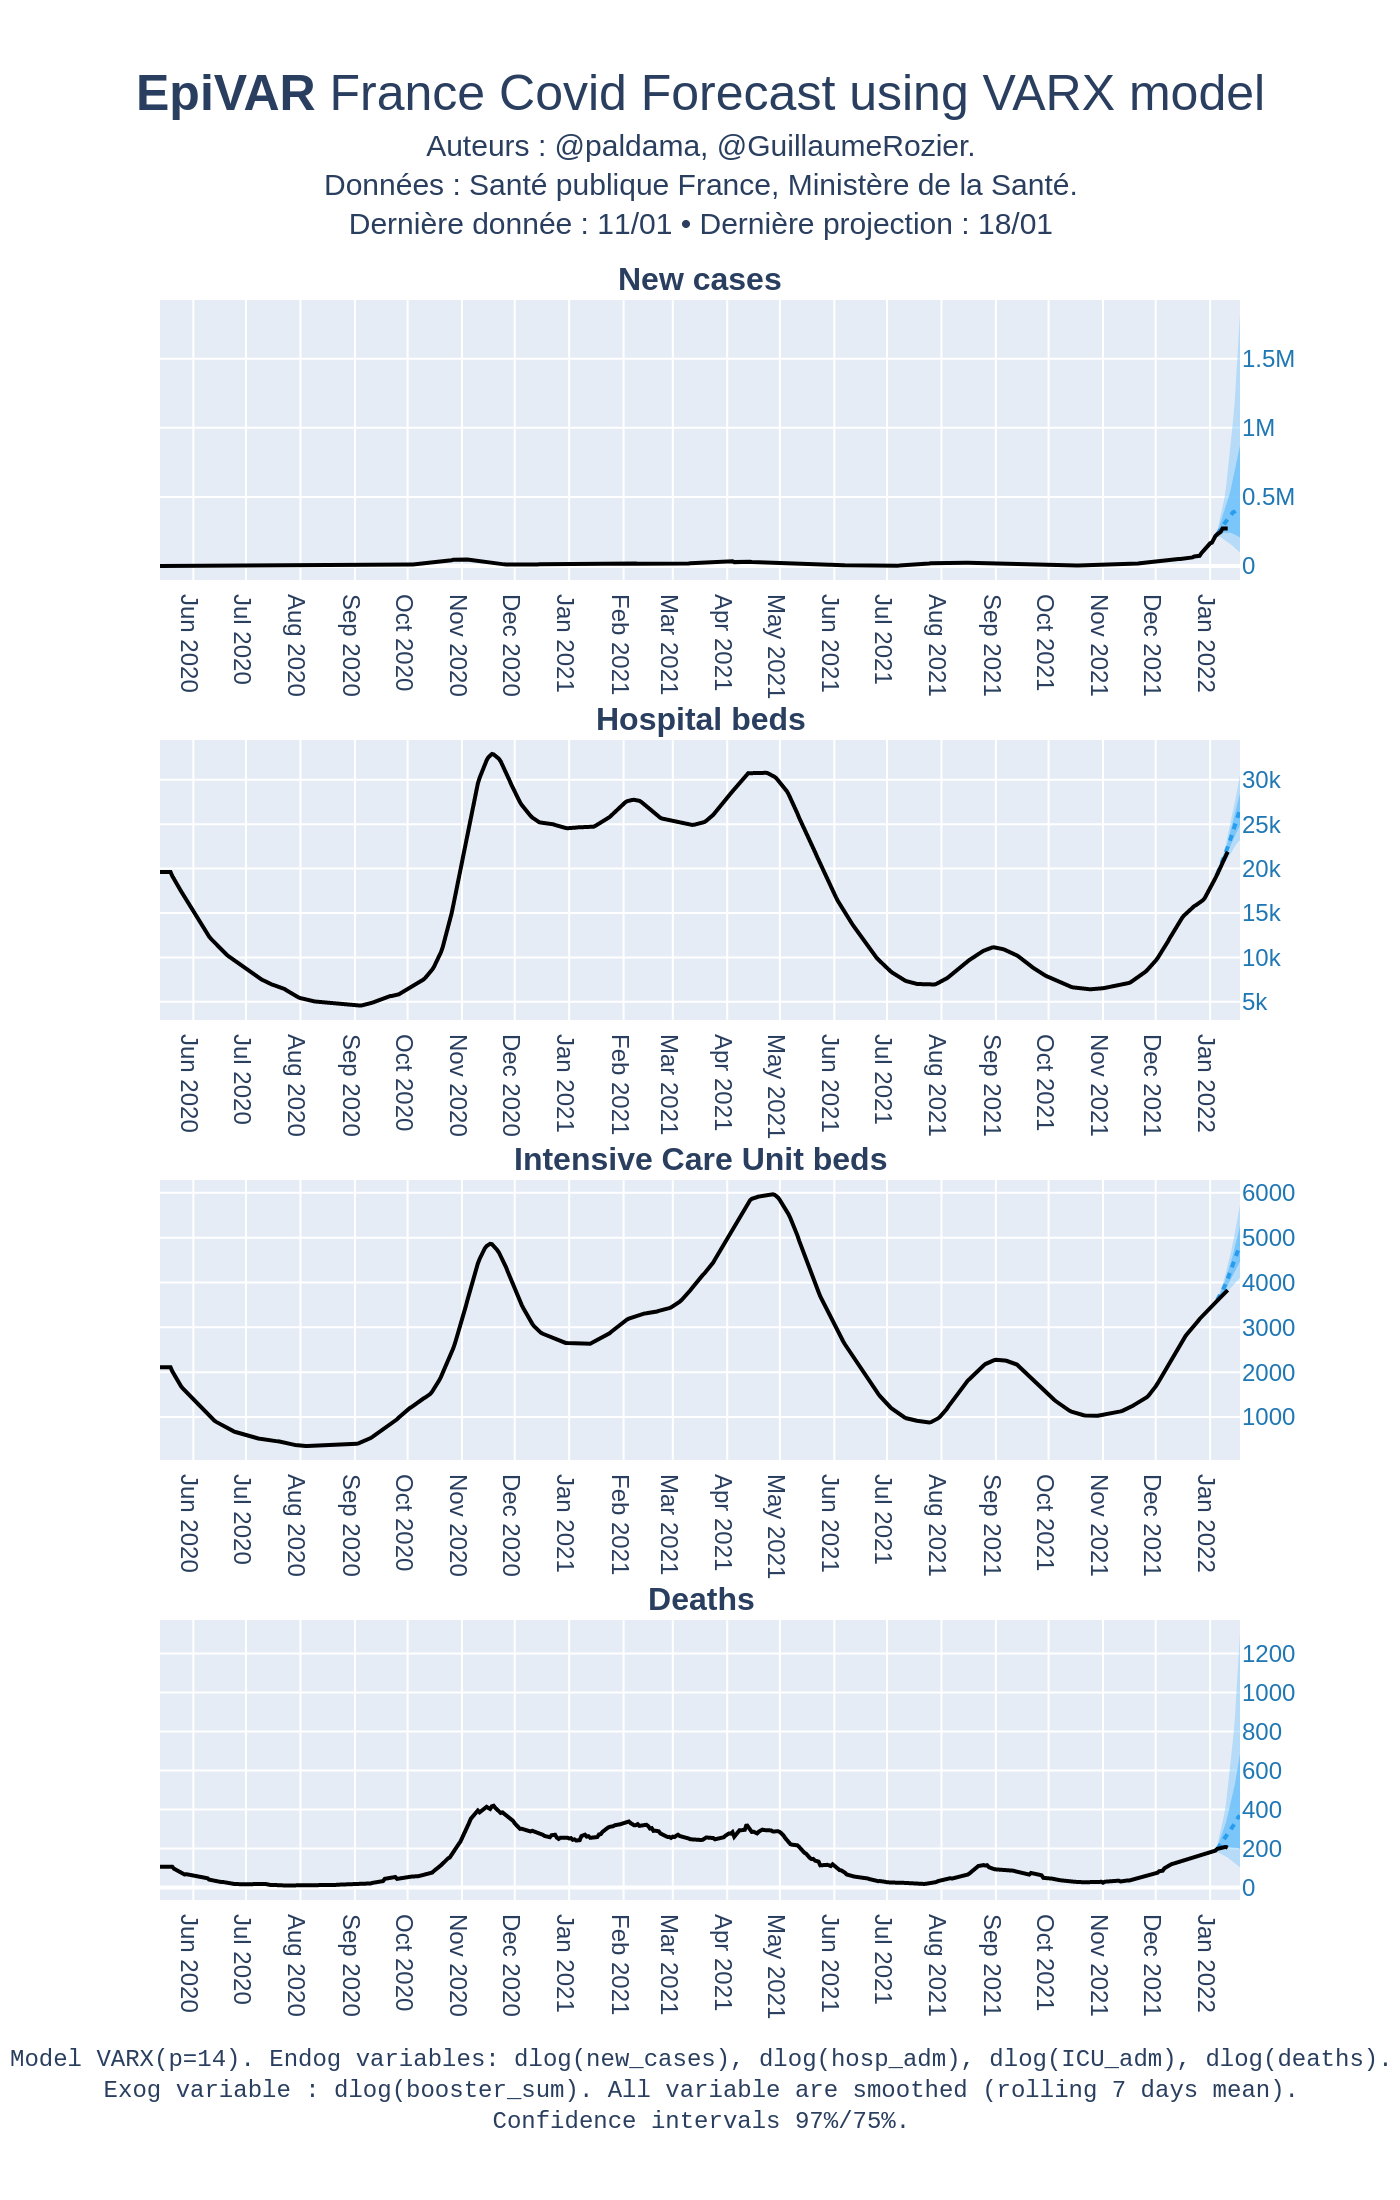 EpiVAR France Covid Forecast using VARX model
Auteurs : @paldama, @GuillaumeRozier.
Données : Santé publique France, Ministère de la Santé.
Dernière donnée : 11/01 • Dernière projection : 18/01
New cases
1.5M
1M
0.5M
0
Jun 2020
Jul 2020
Aug 2020
Sep 2020
Oct 2020
Nov 2020
Dec 2020
Jan 2021
Feb 2021
Mar 2021
Apr 2021
May 2021
Jun 2021
Jul 2021
Aug 2021
Sep 2021
Oct 2021
Nov 2021
Dec 2021
Jan 2022
Hospital beds
30k
25k
20k
15k
10k
5k
Jun 2020
Jul 2020
Aug 2020
Sep 2020
Oct 2020
Nov 2020
Dec 2020
Jan 2021
Feb 2021
Mar 2021
Apr 2021
May 2021
Jun 2021
Jul 2021
Aug 2021
Sep 2021
Oct 2021
Nov 2021
Dec 2021
Jan 2022
Intensive Care Unit beds
6000
5000
4000
3000
2000
1000
Jun 2020
Jul 2020
Aug 2020
Sep 2020
Oct 2020
Nov 2020
Dec 2020
Jan 2021
Feb 2021
Mar 2021
Apr 2021
May 2021
Jun 2021
Jul 2021
Aug 2021
Sep 2021
Oct 2021
Nov 2021
Dec 2021
Jan 2022
Deaths
1200
1000
800
600
400
200
0
Jun 2020
Jul 2020
Aug 2020
Sep 2020
Oct 2020
Nov 2020
Dec 2020
Jan 2021
Feb 2021
Mar 2021
Apr 2021
May 2021
Jun 2021
Jul 2021
Aug 2021
Sep 2021
Oct 2021
Nov 2021
Dec 2021
Jan 2022
Model VARX(p=14). Endog variables: dlog(new_cases), dlog(hosp_adm), dlog(ICU_adm), dlog(deaths).
Exog variable : dlog(booster_sum). All variable are smoothed (rolling 7 days mean).
Confidence intervals 97%/75%.